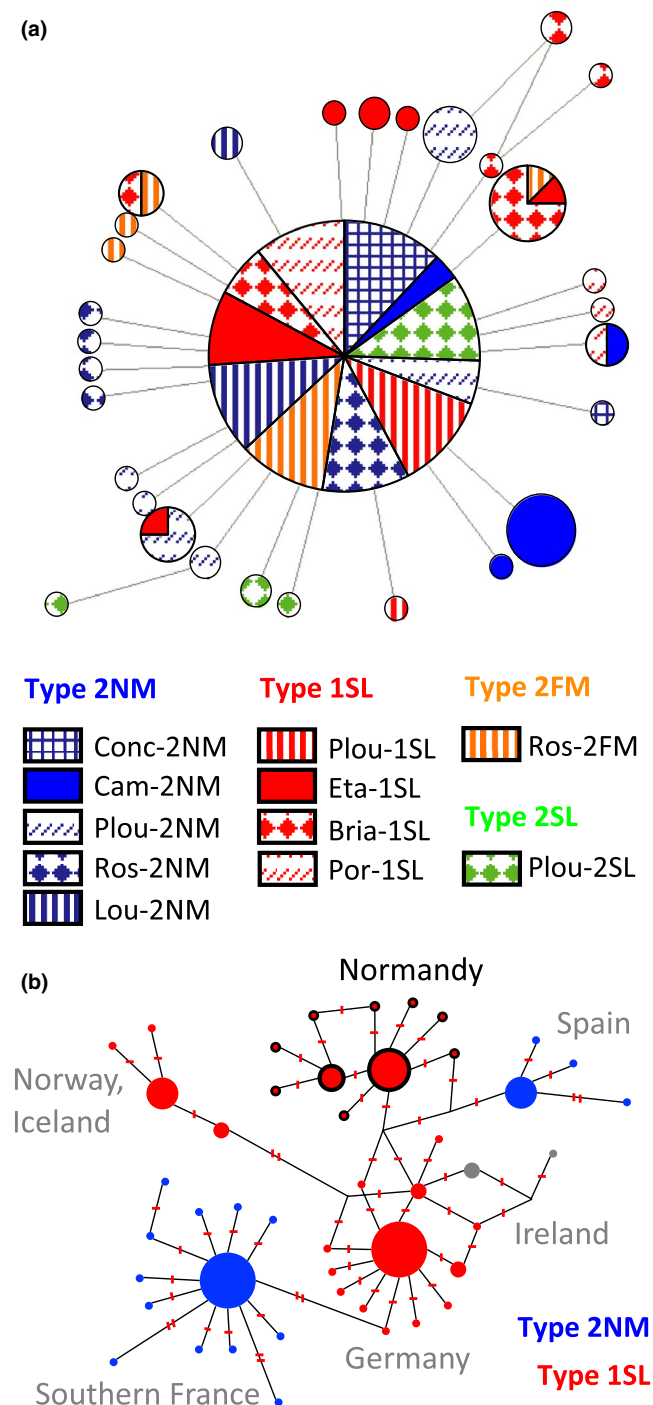 (a)
Type 2NM
Conc-2NM
Cam-2NM
Plou-2NM
Ros-2NM
Lou-2NM
Type 1SL
Plou-1SL
Eta-1SL
Bria-1SL
Por-1SL
Type 2FM
Ros-2FM
Type 2SL
Plou-2SL
(b)
Normandy
Spain
Norway,
Iceland
Ireland
Germany
Southern France
Type 2NM
Type 1SL